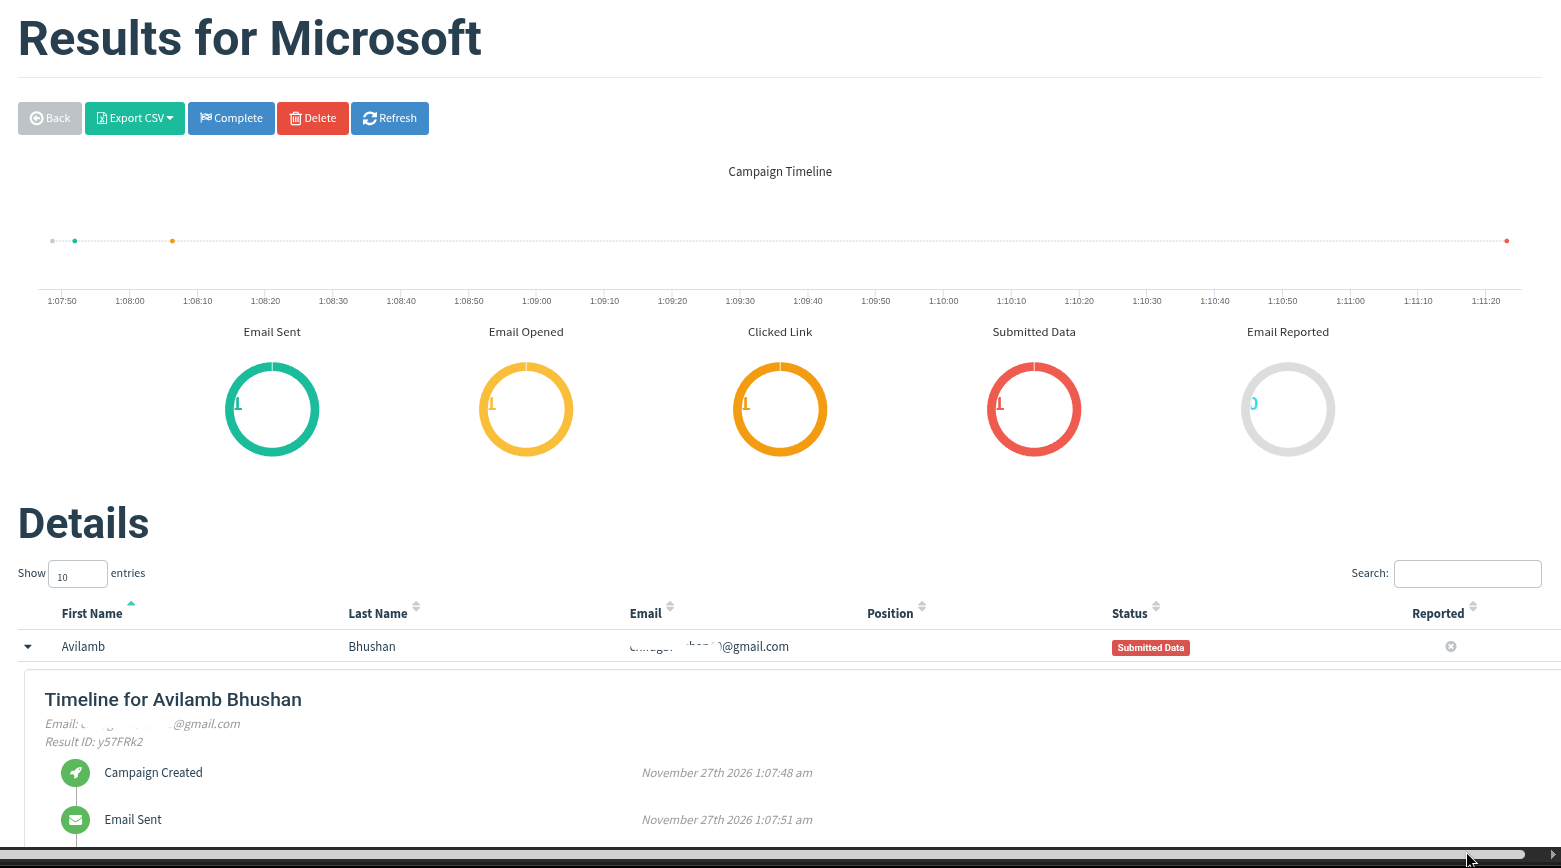 Results for Microsoft
Back Export CSV Complete Delete Refresh
Campaign Timeline
1:07:50 1:08:00 1:08:10 1:08:20 1:08:30 1:08:40 1:08:50 1:09:00 1:09:10 1:09:20 1:09:30 1:09:40 1:09:50 1:10:00 1:10:10 1:10:20 1:10:30 1:10:40 1:10:50 1:11:00 1:11:10 1:11:20
Email Sent Email Opened Clicked Link Submitted Data Email Reported
1 1 1 1 0
Details
Show 10 entries Search:
First Name Last Name Email Position Status Reported
Avilamb Bhushan @gmail.com Submitted Data
Timeline for Avilamb Bhushan
Email: @gmail.com
Result ID: y57FRk2
Campaign Created November 27th 2026 1:07:48 am
Email Sent November 27th 2026 1:07:51 am